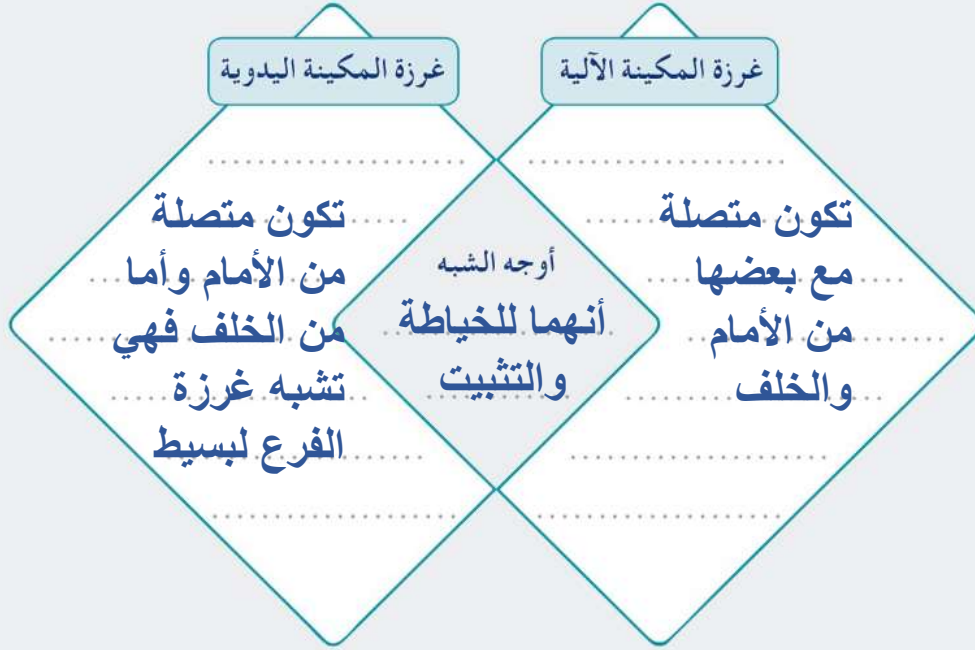 غرزة المكينة الآلية
غرزة المكينة اليدوية
تكون متصلة
مع بعضها
من الأمام
والخلف
أوجه الشبه
أنهما للخياطة
والتثبيت
تكون متصلة
من الأمام وأما
من الخلف فهي
تشبه غرزة
الفرع لبسيط